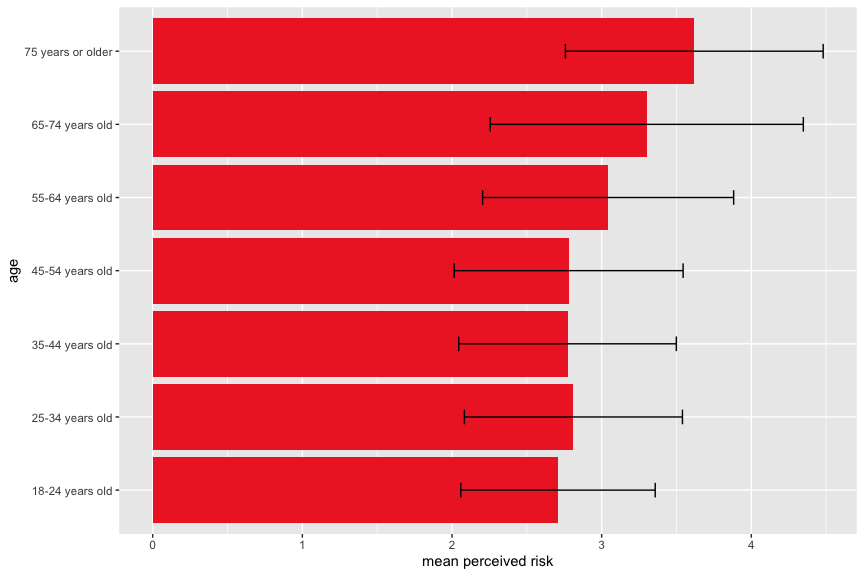 75 years or older
65-74 years old
55-64 years old
45-54 years old
35-44 years old
25-34 years old
18-24 years old
age
0 1 2 3 4
mean perceived risk